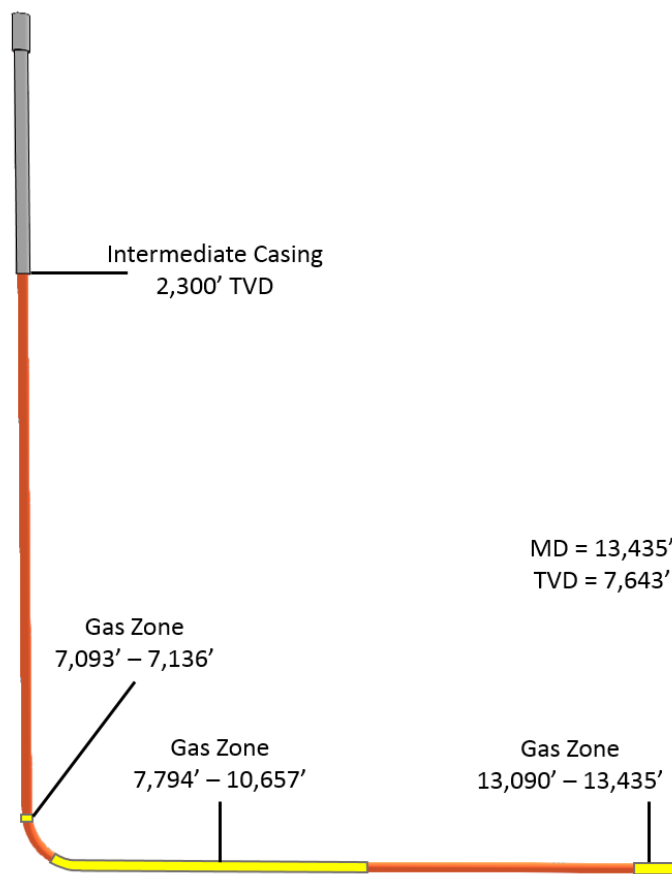 Intermediate Casing
2,300’ TVD
MD = 13,435’
TVD = 7,643’
Gas Zone
7,093’ – 7,136’
Gas Zone
7,794’ – 10,657’
Gas Zone
13,090’ – 13,435’